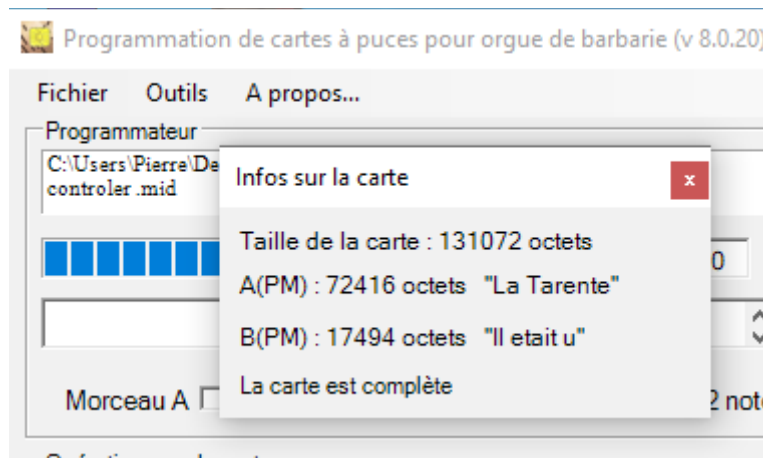 Programmation de cartes à puces pour orgue de barbarie (v 8.0.20)
Fichier Outils A propos...
Programmateur
C:\Users\Pierre\De
controler .mid
Infos sur la carte
x
Taille de la carte : 131072 octets
0
A(PM) : 72416 octets "La Tarente"
B(PM) : 17494 octets "Il etait u"
La carte est complète
Morceau A
2 not